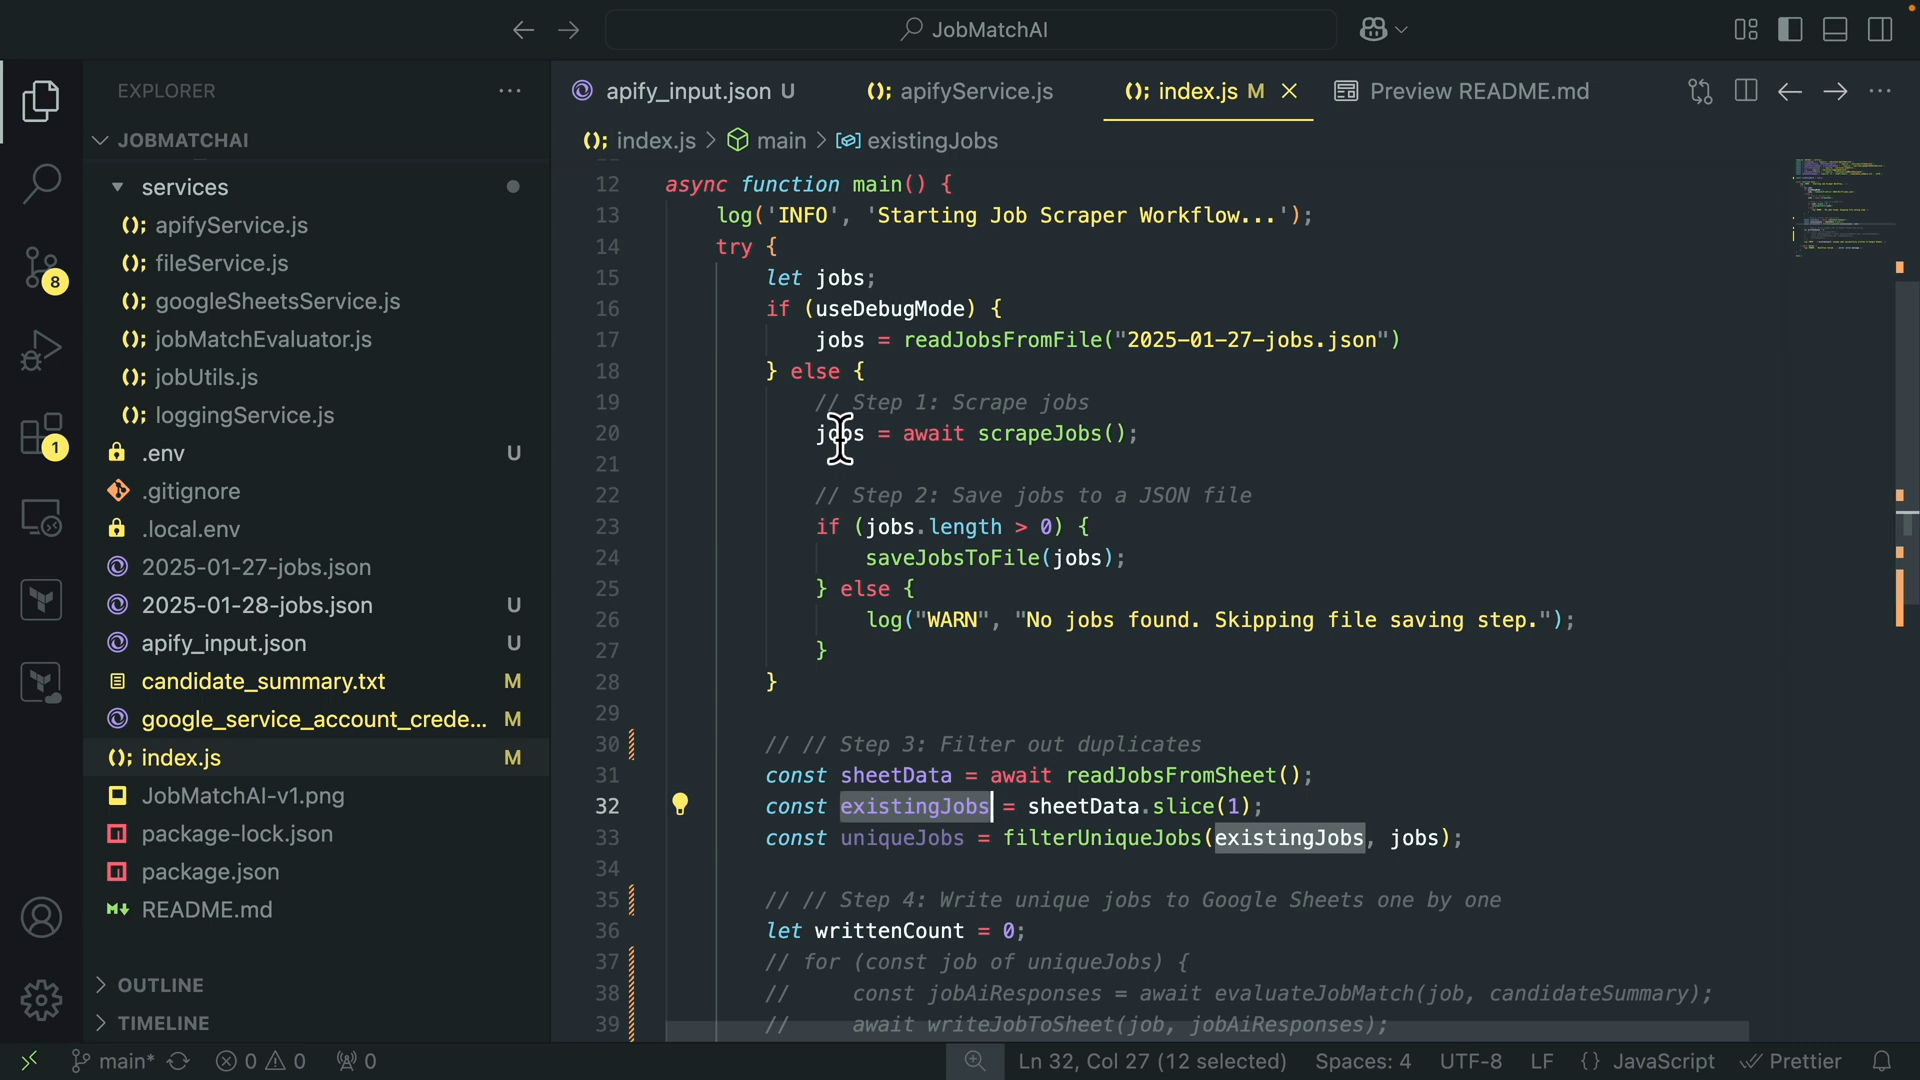 JobMatchAI
EXPLORER
JOBMATCHAI
services
apifyService.js
fileService.js
googleSheetsService.js
jobMatchEvaluator.js
jobUtils.js
loggingService.js
.env U
.gitignore
.local.env
2025-01-27-jobs.json
2025-01-28-jobs.json U
apify_input.json U
candidate_summary.txt M
google_service_account_crede... M
index.js M
JobMatchAI-v1.png
package-lock.json
package.json
README.md
OUTLINE
TIMELINE
8
1
apify_input.json U
apifyService.js
index.js M
Preview README.md
index.js > main > existingJobs
12 async function main() {
13 log('INFO', 'Starting Job Scraper Workflow...');
14 try {
15 let jobs;
16 if (useDebugMode) {
17 jobs = readJobsFromFile("2025-01-27-jobs.json")
18 } else {
19 // Step 1: Scrape jobs
20 jobs = await scrapeJobs();
21
22 // Step 2: Save jobs to a JSON file
23 if (jobs.length > 0) {
24 saveJobsToFile(jobs);
25 } else {
26 log("WARN", "No jobs found. Skipping file saving step.");
27 }
28 }
29
30 // // Step 3: Filter out duplicates
31 const sheetData = await readJobsFromSheet();
32 const existingJobs = sheetData.slice(1);
33 const uniqueJobs = filterUniqueJobs(existingJobs, jobs);
34
35 // // Step 4: Write unique jobs to Google Sheets one by one
36 let writtenCount = 0;
37 // for (const job of uniqueJobs) {
38 // const jobAiResponses = await evaluateJobMatch(job, candidateSummary);
39 // await writeJobToSheet(job, jobAiResponses);
main* 0 0 0 Ln 32, Col 27 (12 selected) Spaces: 4 UTF-8 LF {} JavaScript Prettier